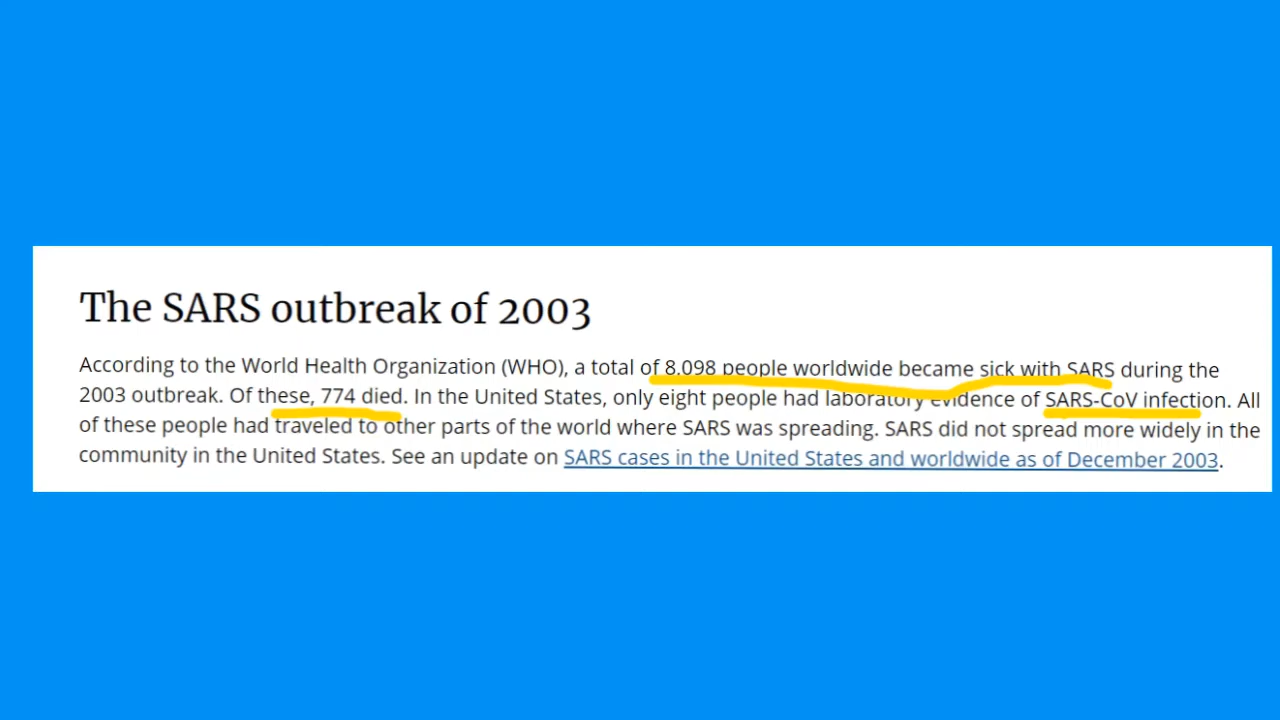 The SARS outbreak of 2003
According to the World Health Organization (WHO), a total of 8,098 people worldwide became sick with SARS during the
2003 outbreak. Of these, 774 died. In the United States, only eight people had laboratory evidence of SARS-CoV infection. All
of these people had traveled to other parts of the world where SARS was spreading. SARS did not spread more widely in the
community in the United States. See an update on SARS cases in the United States and worldwide as of December 2003.